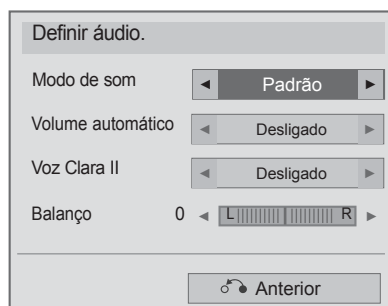 Definir áudio.
Modo de som ◄ Padrão ►
Volume automático ◄ Desligado ►
Voz Clara II ◄ Desligado ►
Balanço 0 ◄ L R ►
Anterior